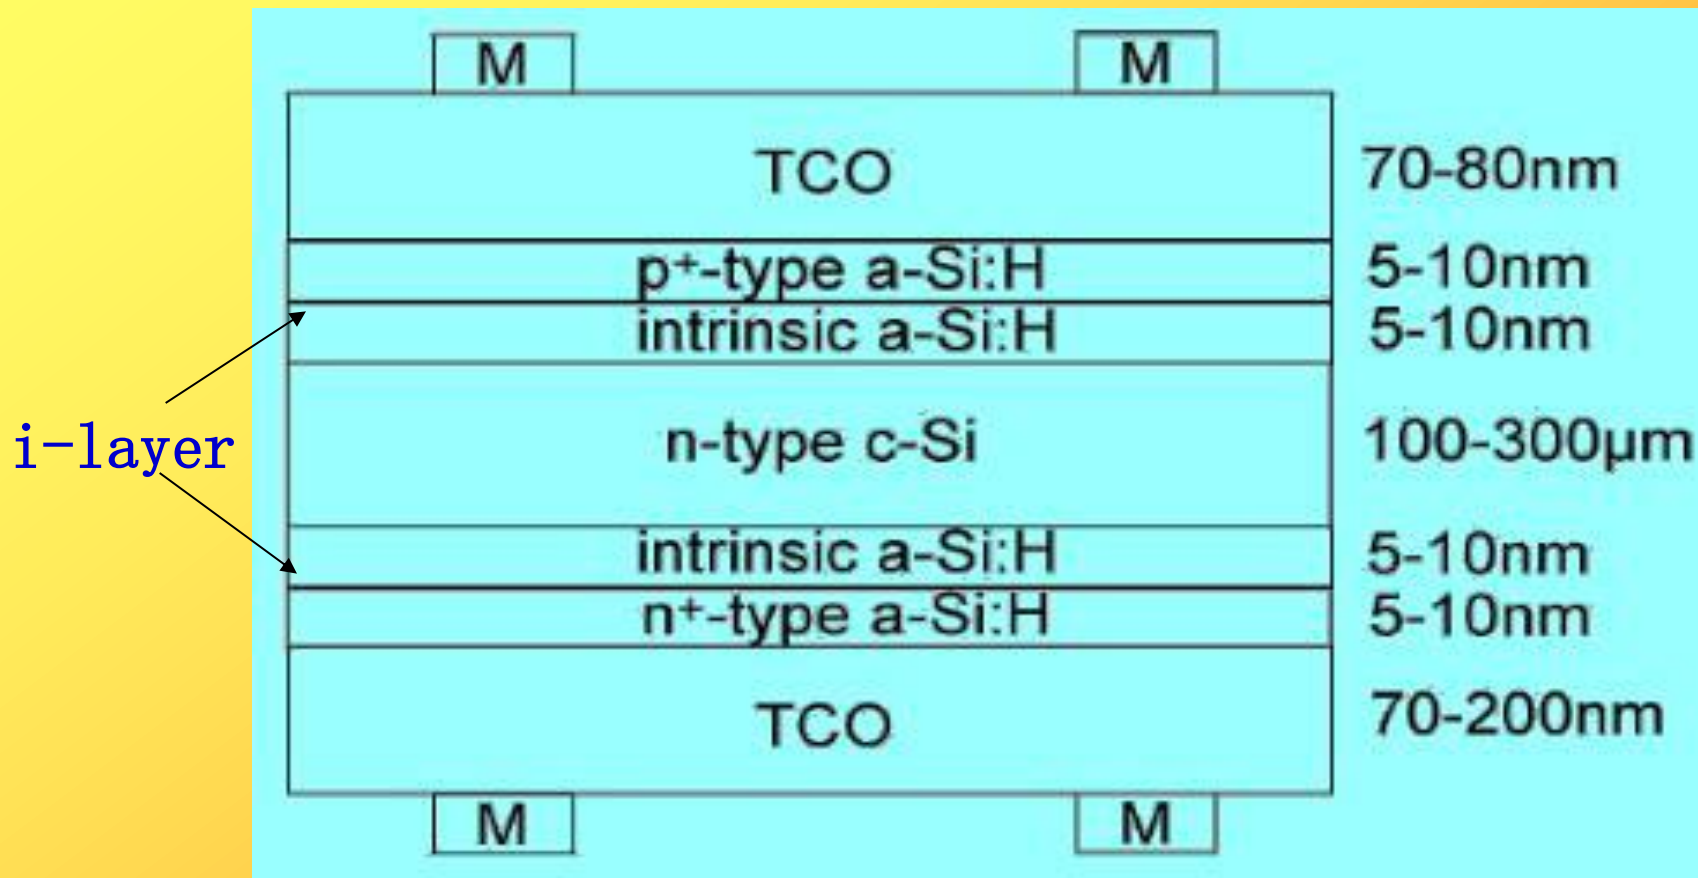 M M
TCO 70-80nm
p⁺-type a-Si:H 5-10nm
intrinsic a-Si:H 5-10nm
i-layer
n-type c-Si 100-300μm
intrinsic a-Si:H 5-10nm
n⁺-type a-Si:H 5-10nm
TCO 70-200nm
M M